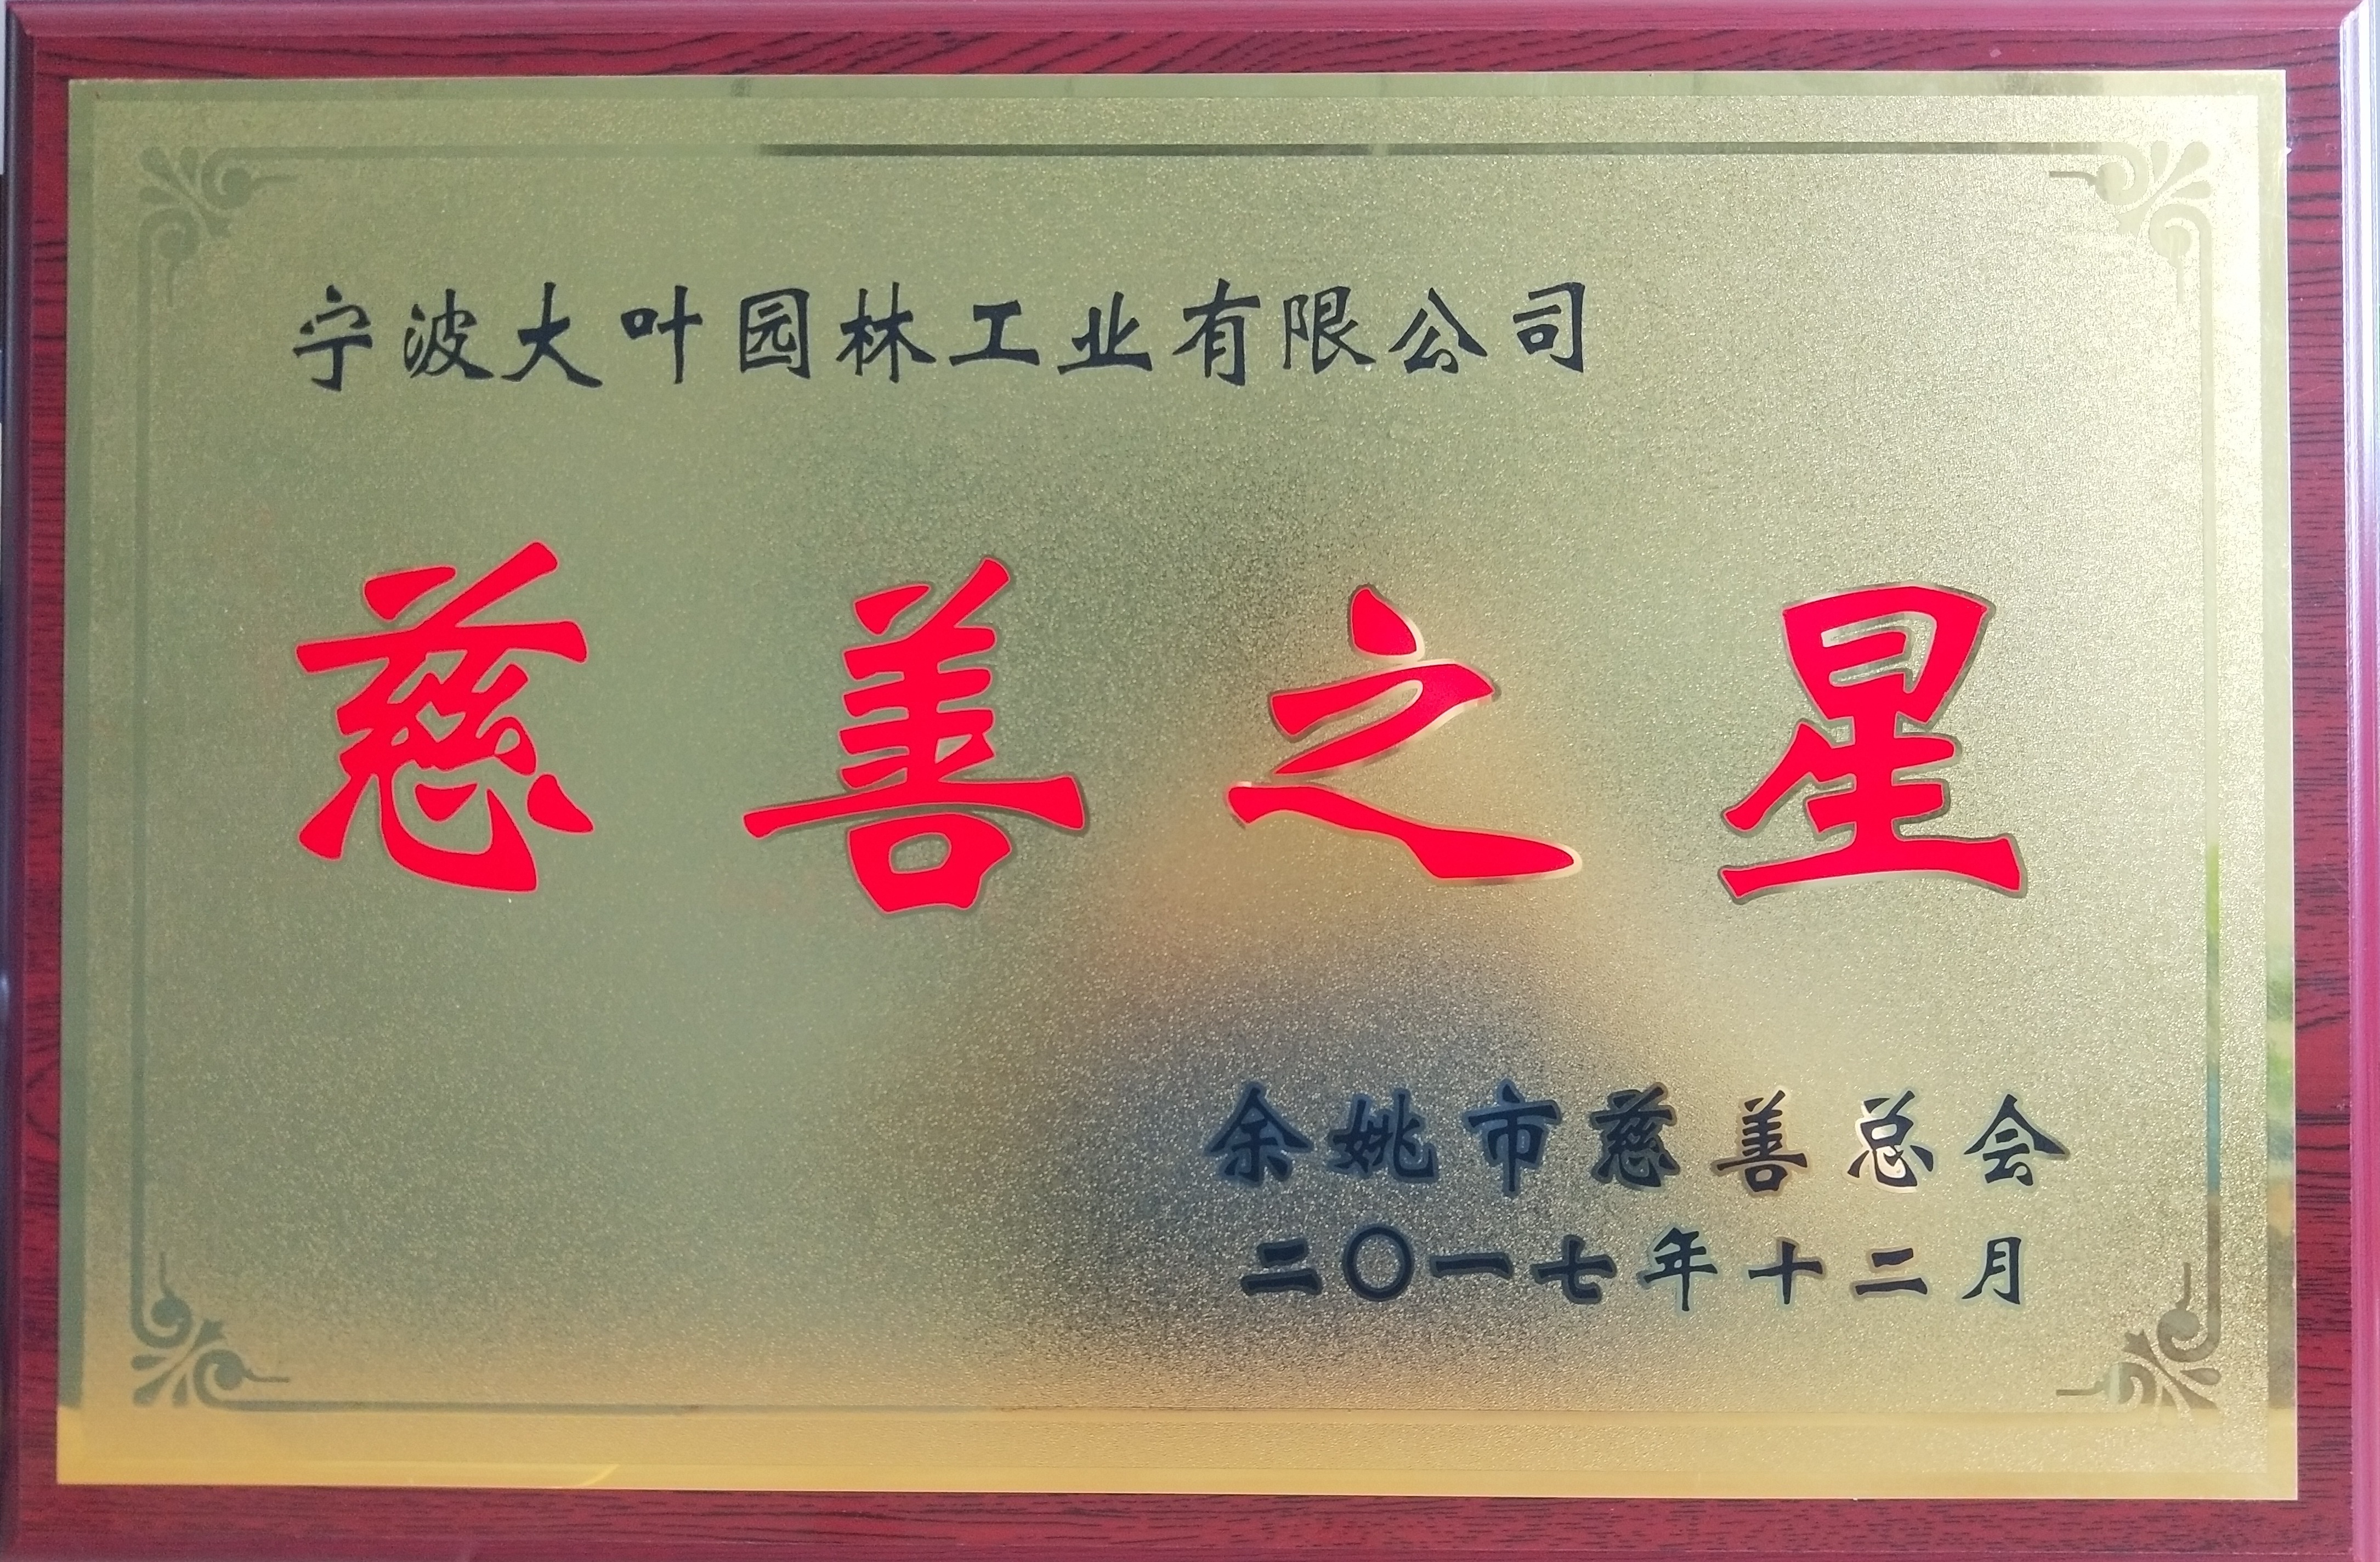 宁波大叶园林工业有限公司
慈善之星
余姚市慈善总会
二〇一七年十二月